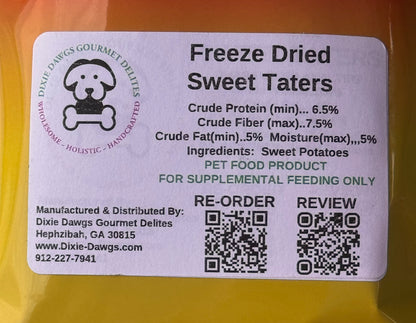 DIXIE DAWGS GOURMET DELITES
WHOLESOME - HOLISTIC - HANDCRAFTED
Freeze Dried
Sweet Taters
Crude Protein (min)... 6.5%
Crude Fiber (max)..7.5%
Crude Fat(min)..5% Moisture(max),,,5%
Ingredients: Sweet Potatoes
PET FOOD PRODUCT
FOR SUPPLEMENTAL FEEDING ONLY
RE-ORDER REVIEW
Manufactured & Distributed By:
Dixie Dawgs Gourmet Delites
Hephzibah, GA 30815
www.Dixie-Dawgs.com
912-227-7941